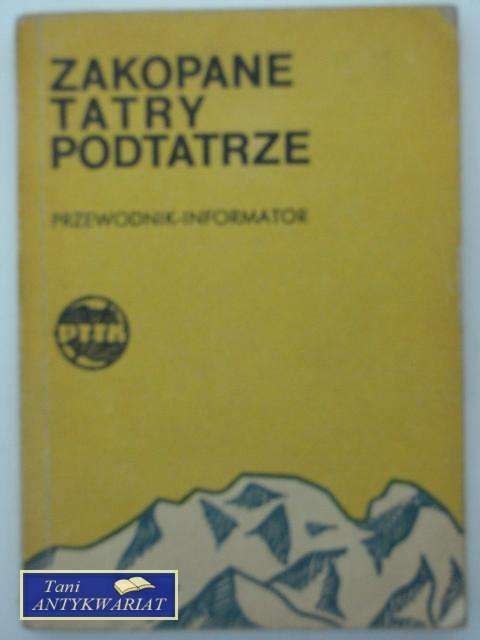 ZAKOPANE
TATRY
PODTATRZE
PRZEWODNIK-INFORMATOR
PTTK
Tani
ANTYKWARIAT